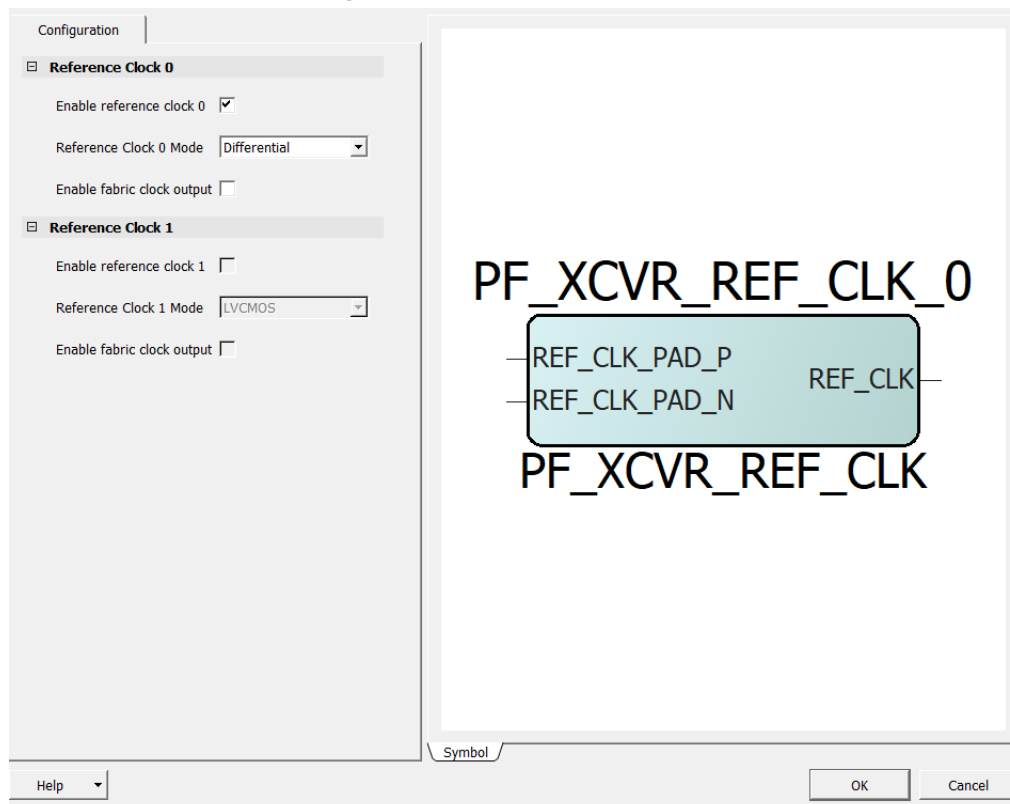 Configuration
Reference Clock 0
Enable reference clock 0
Reference Clock 0 Mode Differential
Enable fabric clock output
Reference Clock 1
Enable reference clock 1
Reference Clock 1 Mode LVCMOS
Enable fabric clock output
PF_XCVR_REF_CLK_0
REF_CLK_PAD_P
REF_CLK_PAD_N
REF_CLK
PF_XCVR_REF_CLK
Symbol
Help
OK
Cancel